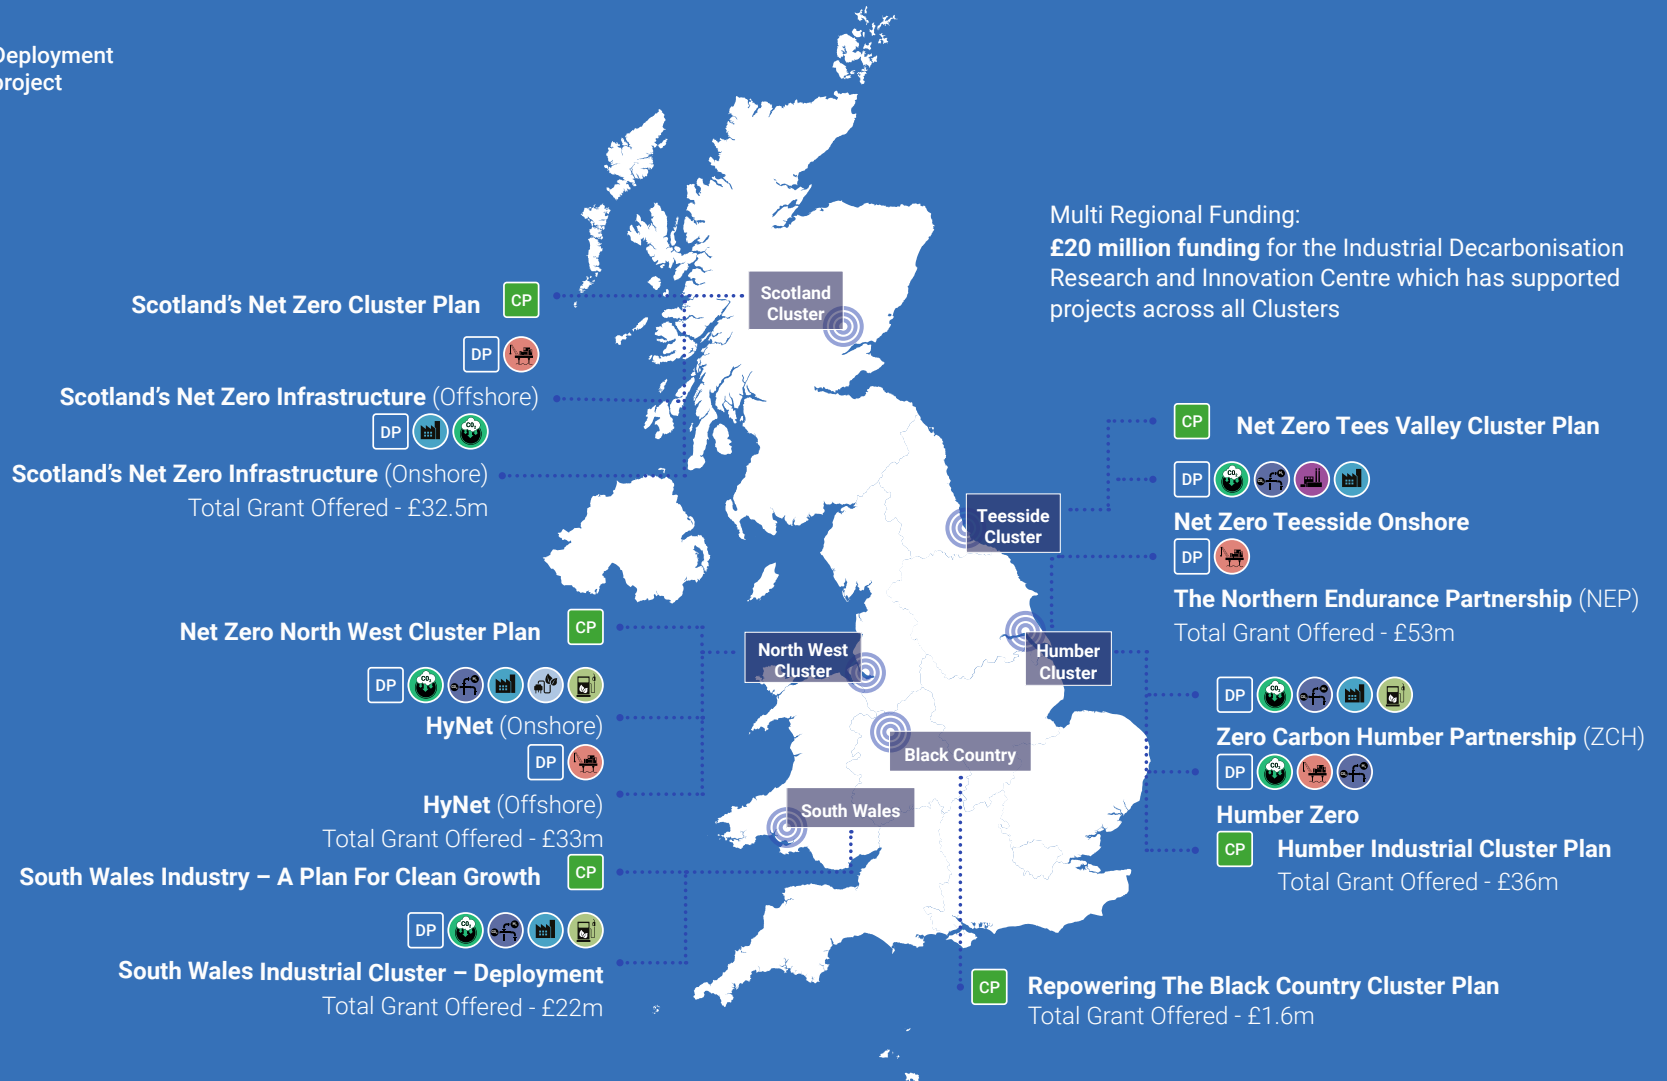 Deployment
project
Multi Regional Funding:
£20 million funding for the Industrial Decarbonisation
Research and Innovation Centre which has supported
projects across all Clusters
Scotland
Cluster
Scotland's Net Zero Cluster Plan
CP
DP
Scotland's Net Zero Infrastructure (Offshore)
DP
CO₂
Scotland's Net Zero Infrastructure (Onshore)
Total Grant Offered - £32.5m
Teesside
Cluster
CP
Net Zero Tees Valley Cluster Plan
DP
CO₂
Net Zero Teesside Onshore
DP
The Northern Endurance Partnership (NEP)
Total Grant Offered - £53m
North West
Cluster
Net Zero North West Cluster Plan
CP
DP
CO₂
HyNet (Onshore)
DP
HyNet (Offshore)
Total Grant Offered - £33m
Humber
Cluster
DP
CO₂
Zero Carbon Humber Partnership (ZCH)
DP
CO₂
Humber Zero
CP
Humber Industrial Cluster Plan
Total Grant Offered - £36m
South Wales
South Wales Industry – A Plan For Clean Growth
CP
DP
CO₂
South Wales Industrial Cluster – Deployment
Total Grant Offered - £22m
Black Country
CP
Repowering The Black Country Cluster Plan
Total Grant Offered - £1.6m